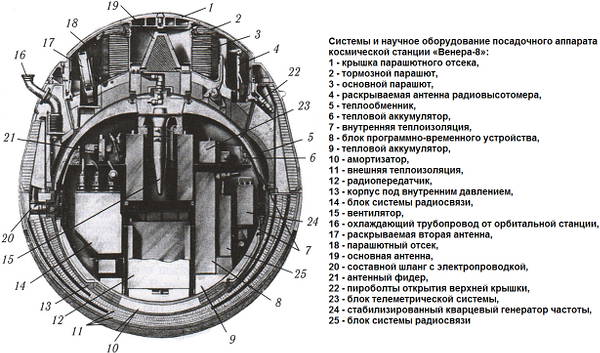 19
1
2
3
4
18
17
16
22
23
5
6
21
20
15
14
13
12
11
10
9
8
25
7
24
Системы и научное оборудование посадочного аппарата
космической станции «Венера-8»:
1 - крышка парашютного отсека,
2 - тормозной парашют,
3 - основной парашют,
4 - раскрываемая антенна радиовысотомера,
5 - теплообменник,
6 - тепловой аккумулятор,
7 - внутренняя теплоизоляция,
8 - блок программно-временного устройства,
9 - тепловой аккумулятор,
10 - амортизатор,
11 - внешняя теплоизоляция,
12 - радиопередатчик,
13 - корпус под внутренним давлением,
14 - блок системы радиосвязи,
15 - вентилятор,
16 - охлаждающий трубопровод от орбитальной станции,
17 - раскрываемая вторая антенна,
18 - парашютный отсек,
19 - основная антенна,
20 - составной шланг с электропроводкой,
21 - антенный фидер,
22 - пироболты открытия верхней крышки,
23 - блок телеметрической системы,
24 - стабилизированный кварцевый генератор частоты,
25 - блок системы радиосвязи